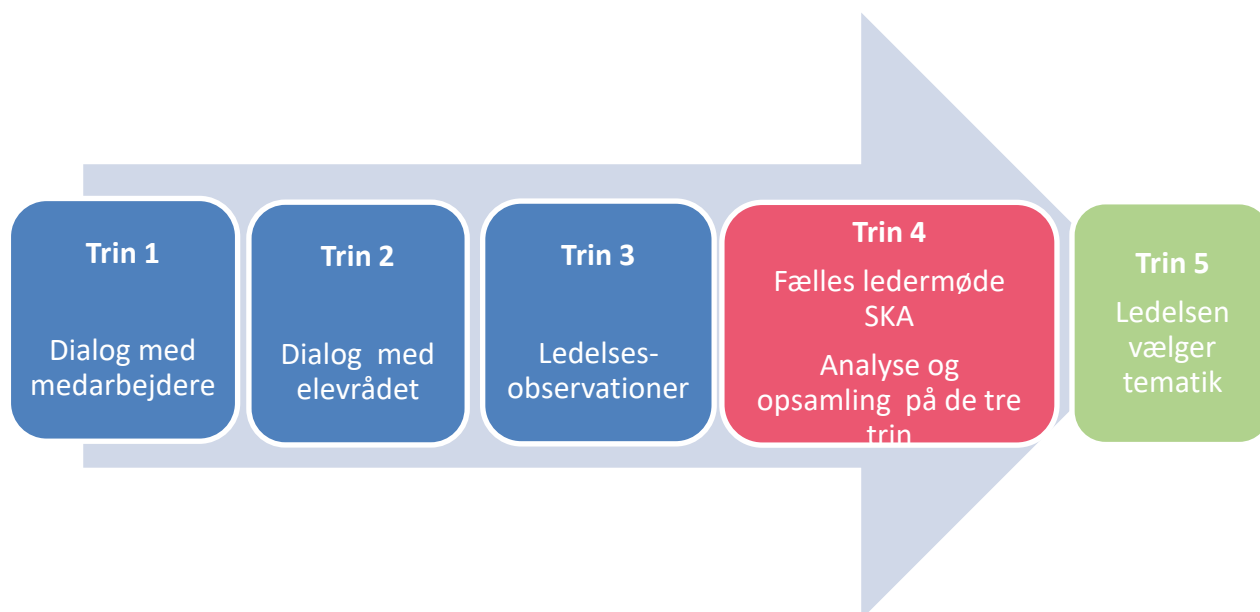 Trin 1
Dialog med
medarbejdere
Trin 2
Dialog  med
elevrådet
Trin 3
Ledelses-
observationer
Trin 4
Fælles ledermøde
SKA
Analyse og
opsamling  på de tre
trin
Trin 5
Ledelsen
vælger
tematik